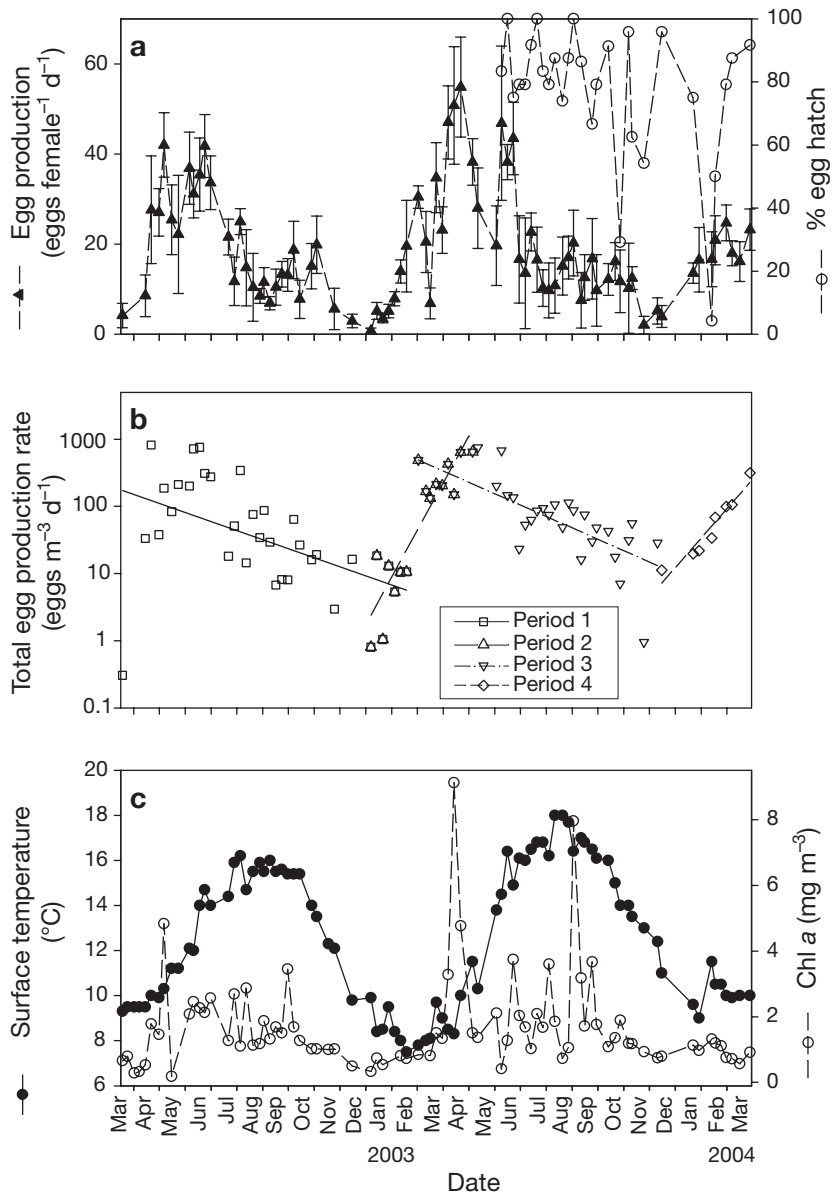 a
Egg production
(eggs female⁻¹ d⁻¹)
60
40
20
0
100
80
60
40
20
0
% egg hatch
b
Total egg production rate
(eggs m⁻³ d⁻¹)
1000
100
10
1
0.1
Period 1
Period 2
Period 3
Period 4
c
Surface temperature
(°C)
20
18
16
14
12
10
8
6
8
6
4
2
0
Chl a (mg m⁻³)
Mar Apr May Jun Jul Aug Sep Oct Nov Dec Jan Feb Mar Apr May Jun Jul Aug Sep Oct Nov Dec Jan Feb Mar
2003 2004
Date